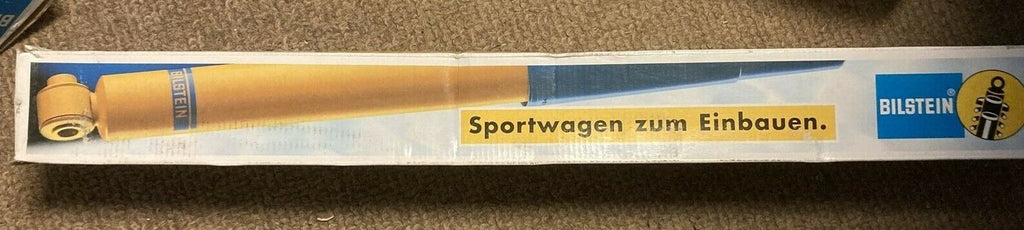 BILSTEIN
Sportwagen zum Einbauen.
BILSTEIN®